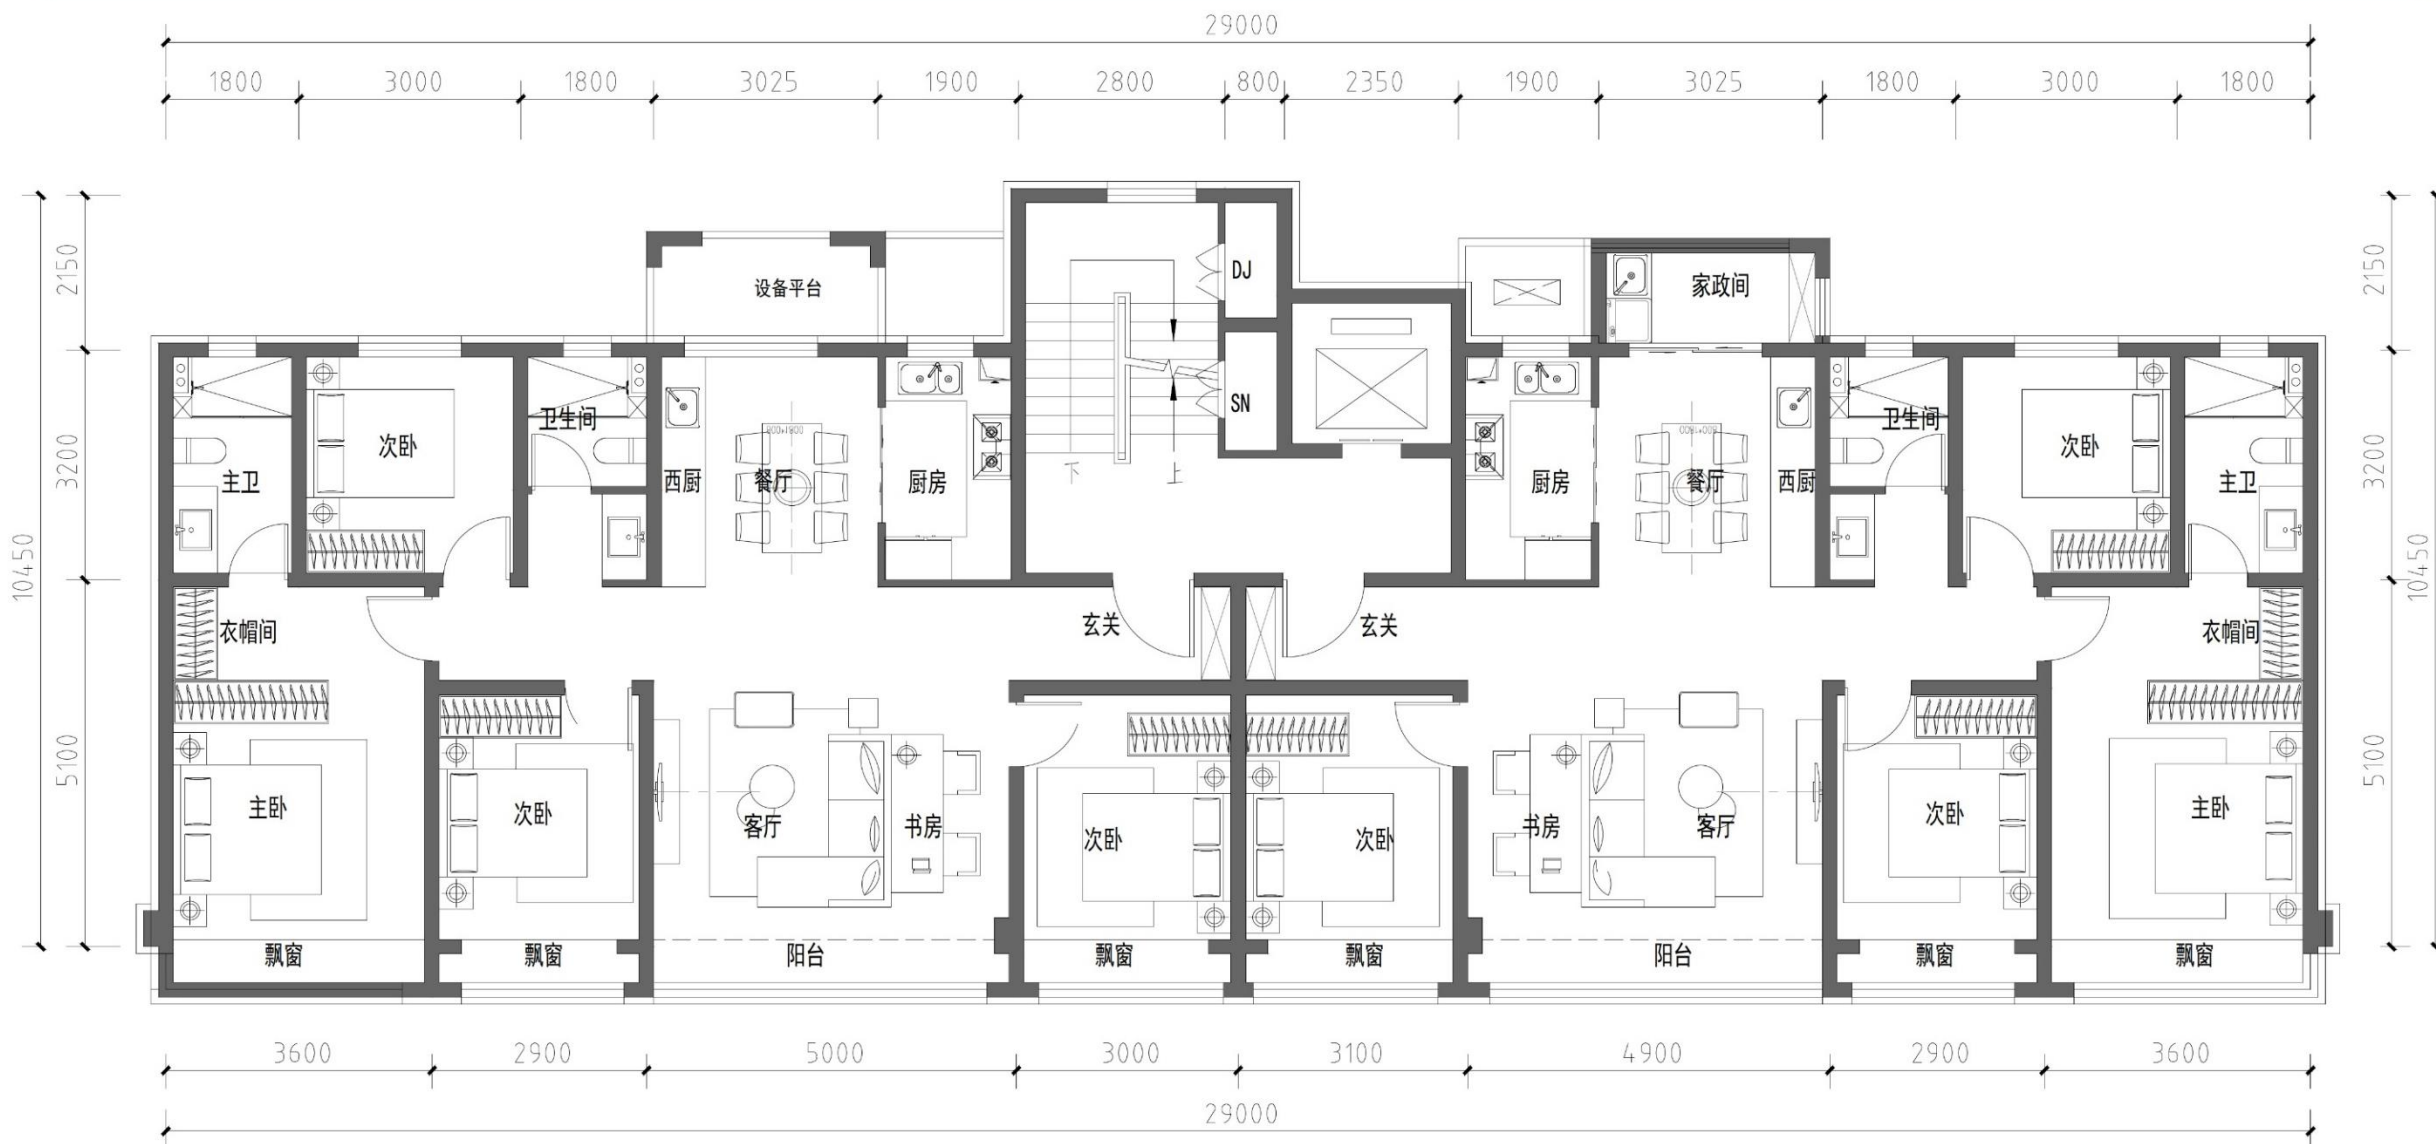 29000
1800 3000 1800 3025 1900 2800 800 2350 1900 3025 1800 3000 1800
2150
3200
5100
10450
2150
3200
5100
10450
设备平台
DJ
家政间
SN
主卫
次卧
卫生间
西厨
800*1800
餐厅
厨房
下
上
厨房
800*1800
餐厅
西厨
卫生间
次卧
主卫
衣帽间
玄关
玄关
衣帽间
主卧
次卧
客厅
书房
次卧
次卧
书房
客厅
次卧
主卧
飘窗
飘窗
阳台
飘窗
飘窗
阳台
飘窗
飘窗
3600 2900 5000 3000 3100 4900 2900 3600
29000